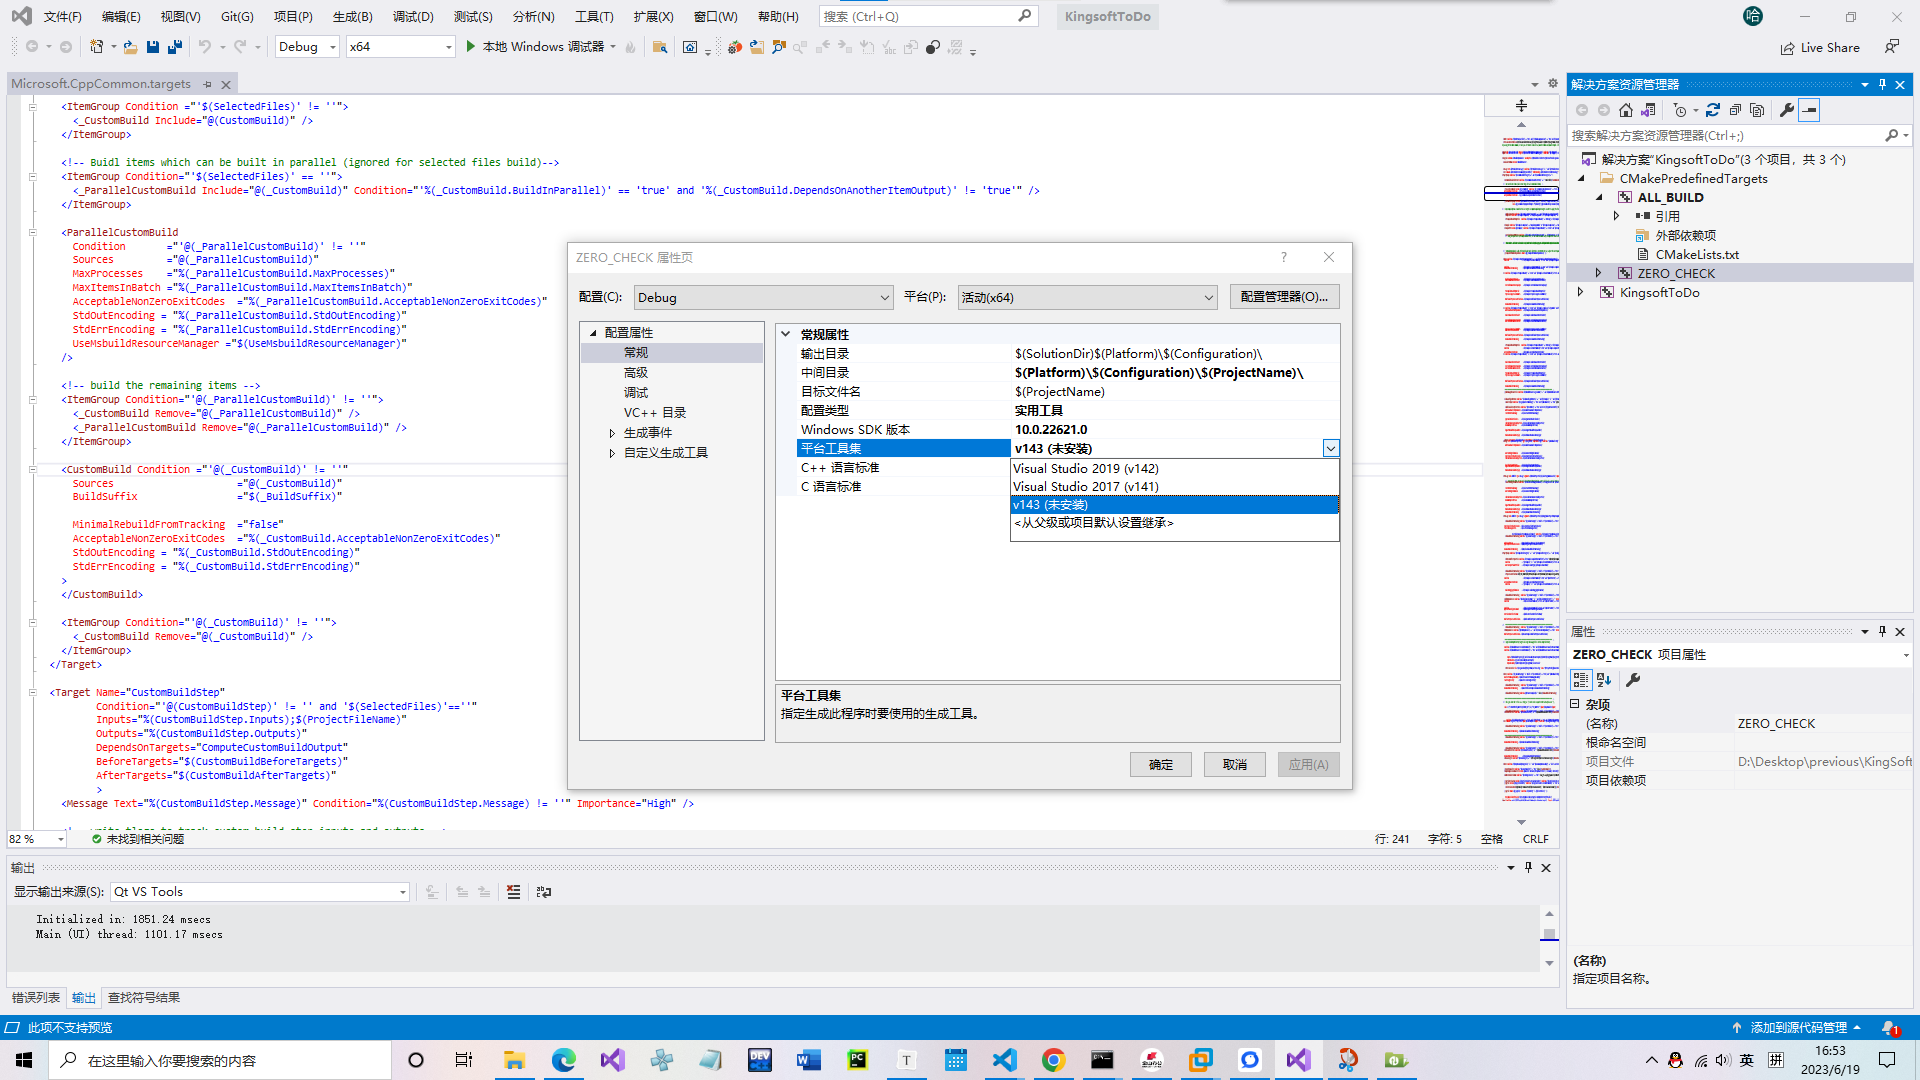 文件(F) 编辑(E) 视图(V) Git(G) 项目(P) 生成(B) 调试(D) 测试(S) 分析(N) 工具(T) 扩展(X) 窗口(W) 帮助(H) 搜索 (Ctrl+Q) KingsoftToDo 哈
Debug x64 本地 Windows 调试器 Live Share
Microsoft.CppCommon.targets
<ItemGroup Condition ="'$(SelectedFiles)' != ''">
<_CustomBuild Include="@(CustomBuild)" />
</ItemGroup>
<!-- Buidl items which can be built in parallel (ignored for selected files build)-->
<ItemGroup Condition="'$(SelectedFiles)' == ''">
<_ParallelCustomBuild Include="@(_CustomBuild)" Condition="'%(_CustomBuild.BuildInParallel)' == 'true' and '%(_CustomBuild.DependsOnAnotherItemOutput)' != 'true'" />
</ItemGroup>
<ParallelCustomBuild
Condition ="'@(_ParallelCustomBuild)' != ''"
Sources ="@(_ParallelCustomBuild)"
MaxProcesses ="%(_ParallelCustomBuild.MaxProcesses)"
MaxItemsInBatch ="%(_ParallelCustomBuild.MaxItemsInBatch)"
AcceptableNonZeroExitCodes ="%(_ParallelCustomBuild.AcceptableNonZeroExitCodes)"
StdOutEncoding = "%(_ParallelCustomBuild.StdOutEncoding)"
StdErrEncoding = "%(_ParallelCustomBuild.StdErrEncoding)"
UseMsbuildResourceManager ="$(UseMsbuildResourceManager)"
/>
<!-- build the remaining items -->
<ItemGroup Condition="'@(_ParallelCustomBuild)' != ''">
<_CustomBuild Remove="@(_ParallelCustomBuild)" />
<_ParallelCustomBuild Remove="@(_ParallelCustomBuild)" />
</ItemGroup>
<CustomBuild Condition ="'@(_CustomBuild)' != ''"
Sources ="@(_CustomBuild)"
BuildSuffix ="$(_BuildSuffix)"
MinimalRebuildFromTracking ="false"
AcceptableNonZeroExitCodes ="%(_CustomBuild.AcceptableNonZeroExitCodes)"
StdOutEncoding = "%(_CustomBuild.StdOutEncoding)"
StdErrEncoding = "%(_CustomBuild.StdErrEncoding)"
>
</CustomBuild>
<ItemGroup Condition="'@(_CustomBuild)' != ''">
<_CustomBuild Remove="@(_CustomBuild)" />
</ItemGroup>
</Target>
<Target Name="CustomBuildStep"
Condition="'@(CustomBuildStep)' != '' and '$(SelectedFiles)'==''"
Inputs="%(CustomBuildStep.Inputs);$(ProjectFileName)"
Outputs="%(CustomBuildStep.Outputs)"
DependsOnTargets="ComputeCustomBuildOutput"
BeforeTargets="$(CustomBuildBeforeTargets)"
AfterTargets="$(CustomBuildAfterTargets)"
>
<Message Text="%(CustomBuildStep.Message)" Condition="%(CustomBuildStep.Message) != ''" Importance="High" />
82 % 未找到相关问题 行: 241 字符: 5 空格 CRLF
ZERO_CHECK 属性页 ?
配置(C): Debug 平台(P): 活动(x64) 配置管理器(O)...
配置属性
常规
高级
调试
VC++ 目录
生成事件
自定义生成工具
常规属性
输出目录 $(SolutionDir)$(Platform)\$(Configuration)\
中间目录 $(Platform)\$(Configuration)\$(ProjectName)\
目标文件名 $(ProjectName)
配置类型 实用工具
Windows SDK 版本 10.0.22621.0
平台工具集 v143 (未安装)
C++ 语言标准
C 语言标准
Visual Studio 2019 (v142)
Visual Studio 2017 (v141)
v143 (未安装)
<从父级或项目默认设置继承>
平台工具集
指定生成此程序时要使用的生成工具。
确定 取消 应用(A)
解决方案资源管理器
搜索解决方案资源管理器(Ctrl+;)
解决方案"KingsoftToDo"(3 个项目，共 3 个)
CMakePredefinedTargets
ALL_BUILD
引用
外部依赖项
CMakeLists.txt
ZERO_CHECK
KingsoftToDo
属性
ZERO_CHECK 项目属性
杂项
(名称) ZERO_CHECK
根命名空间
项目文件 D:\Desktop\previous\KingSoft
项目依赖项
(名称)
指定项目名称。
输出
显示输出来源(S): Qt VS Tools
Initialized in: 1851.24 msecs
Main (UI) thread: 1101.17 msecs
错误列表 输出 查找符号结果
此项不支持预览 添加到源代码管理 1
在这里输入你要搜索的内容 英 拼 16:53
2023/6/19